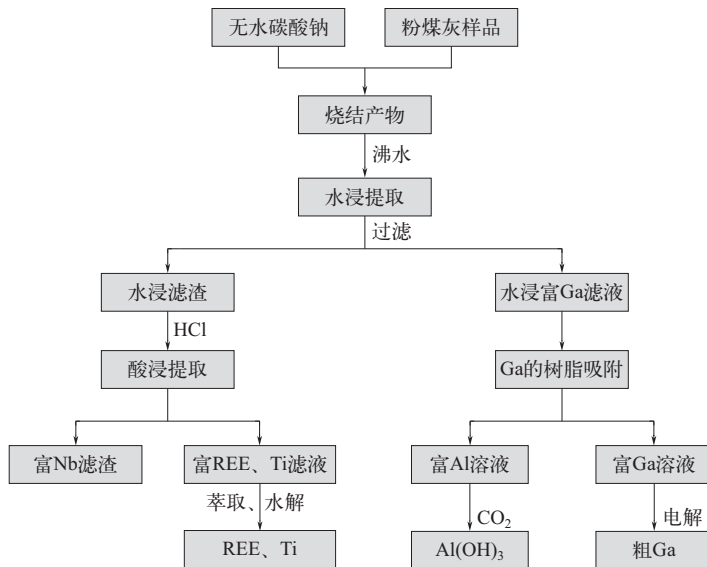 无水碳酸钠
粉煤灰样品
烧结产物
沸水
水浸提取
过滤
水浸滤渣
水浸富Ga滤液
HCl
酸浸提取
Ga的树脂吸附
富Nb滤渣
富REE、Ti滤液
富Al溶液
富Ga溶液
萃取、水解
CO₂
电解
REE、Ti
Al(OH)₃
粗Ga